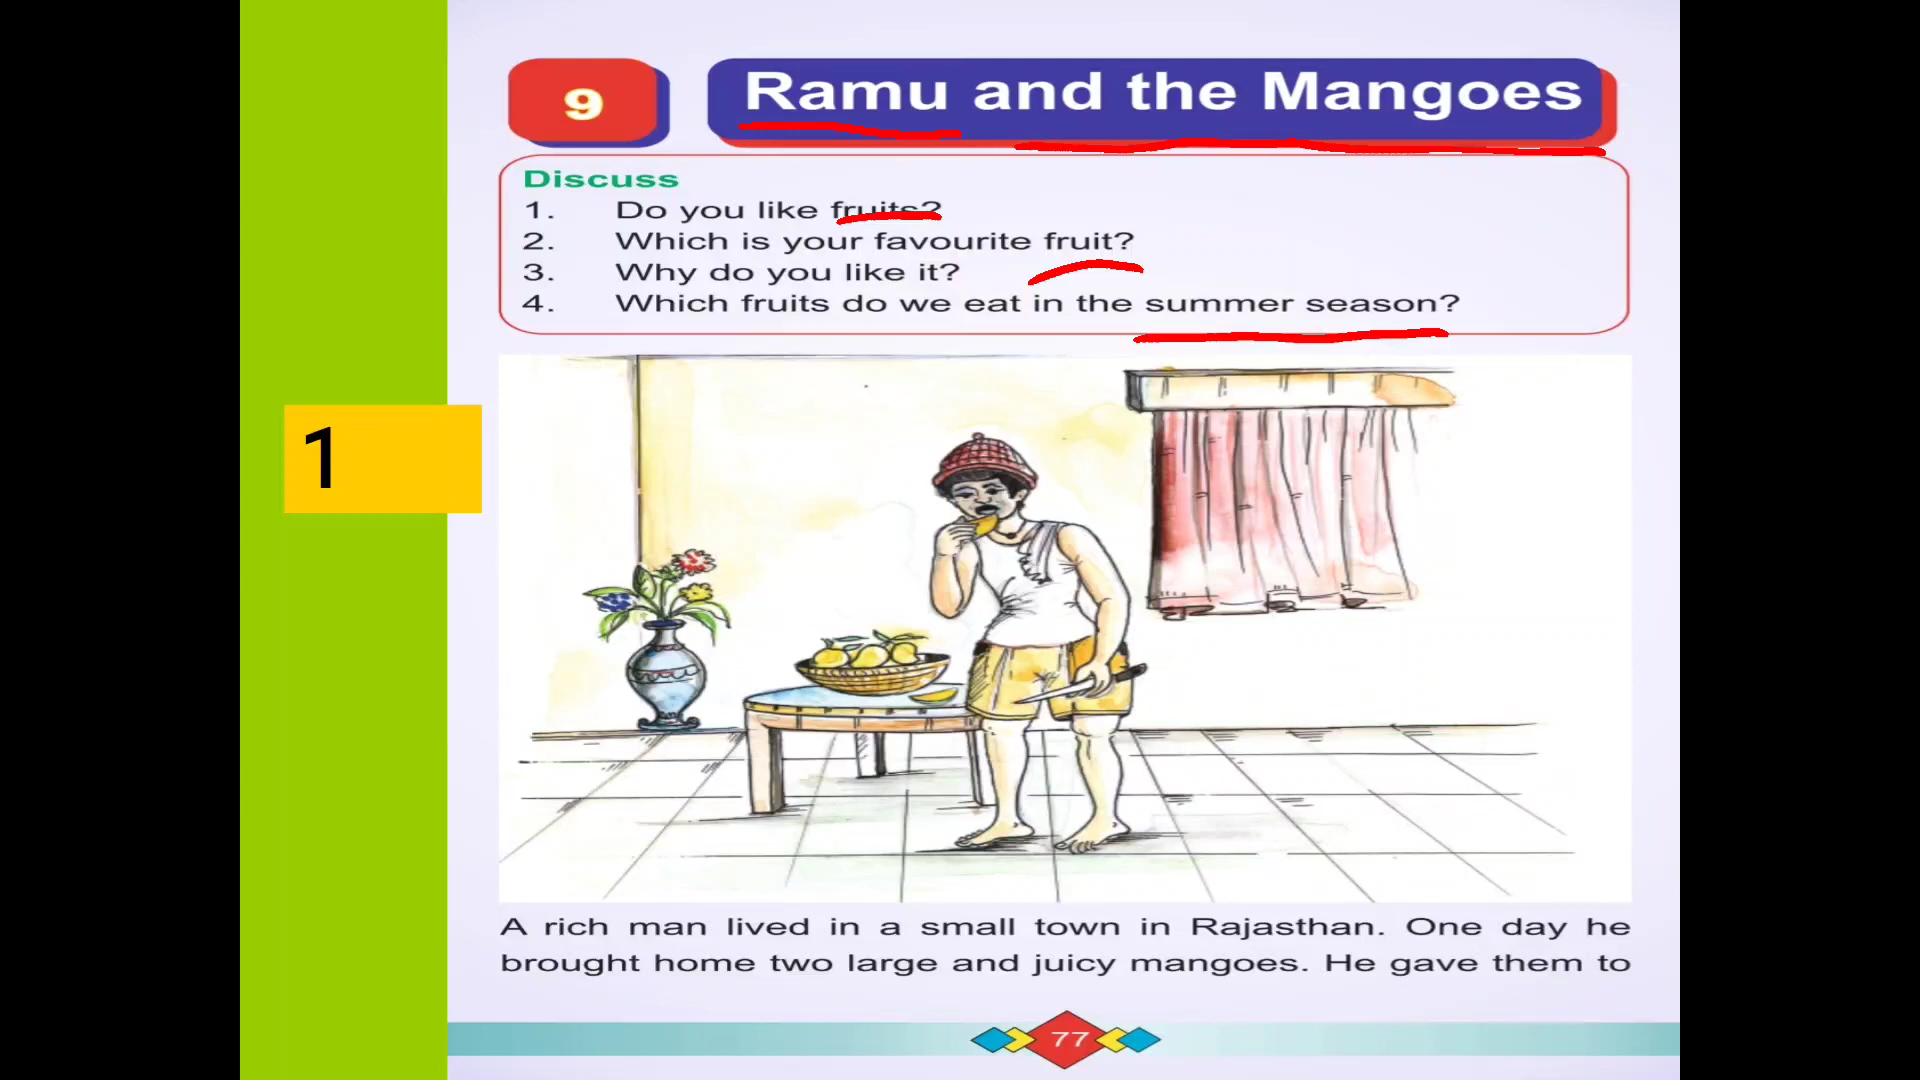 9
Ramu and the Mangoes
Discuss
1. Do you like fruits?
2. Which is your favourite fruit?
3. Why do you like it?
4. Which fruits do we eat in the summer season?
1
A rich man lived in a small town in Rajasthan. One day he
brought home two large and juicy mangoes. He gave them to
77